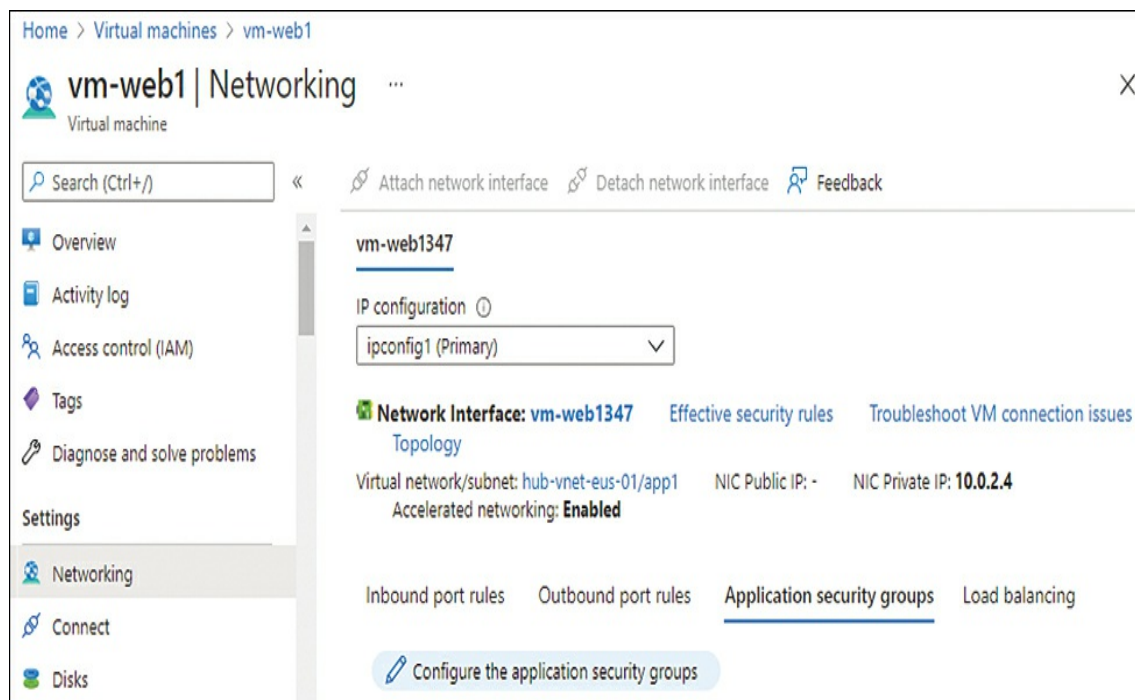 Home > Virtual machines > vm-web1
vm-web1 | Networking ...
Virtual machine
Search (Ctrl+/)
Overview
Activity log
Access control (IAM)
Tags
Diagnose and solve problems
Settings
Networking
Connect
Disks
Attach network interface Detach network interface Feedback
vm-web1347
IP configuration
ipconfig1 (Primary)
Network Interface: vm-web1347 Effective security rules Troubleshoot VM connection issues
Topology
Virtual network/subnet: hub-vnet-eus-01/app1 NIC Public IP: - NIC Private IP: 10.0.2.4
Accelerated networking: Enabled
Inbound port rules Outbound port rules Application security groups Load balancing
Configure the application security groups